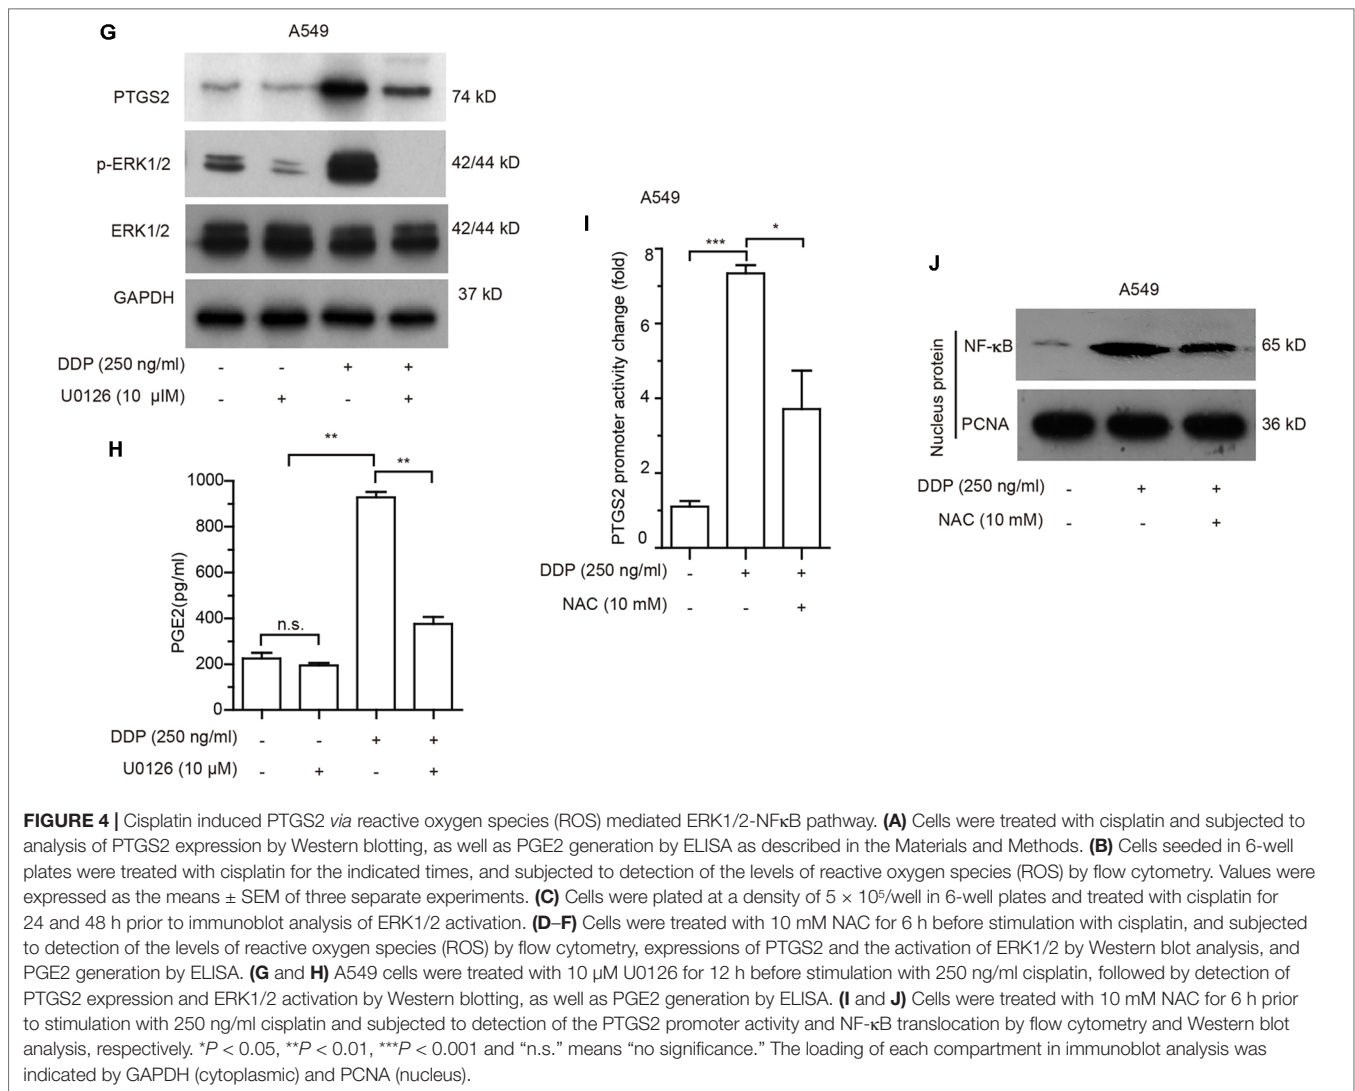 G
A549
PTGS2
74 kD
p-ERK1/2
42/44 kD
ERK1/2
42/44 kD
GAPDH
37 kD
DDP (250 ng/ml) - - + +
U0126 (10 µIM) - + - +
H
**
**
n.s.
PGE2(pg/ml)
1000
800
600
400
200
0
DDP (250 ng/ml) - - + +
U0126 (10 µM) - + - +
I
A549
***
*
PTGS2 promoter activity change (fold)
8
6
4
2
0
DDP (250 ng/ml) - + +
NAC (10 mM) - - +
J
A549
Nucleus protein
NF-κB
65 kD
PCNA
36 kD
DDP (250 ng/ml) - + +
NAC (10 mM) - - +
FIGURE 4 | Cisplatin induced PTGS2 via reactive oxygen species (ROS) mediated ERK1/2-NFκB pathway. (A) Cells were treated with cisplatin and subjected to
analysis of PTGS2 expression by Western blotting, as well as PGE2 generation by ELISA as described in the Materials and Methods. (B) Cells seeded in 6-well
plates were treated with cisplatin for the indicated times, and subjected to detection of the levels of reactive oxygen species (ROS) by flow cytometry. Values were
expressed as the means ± SEM of three separate experiments. (C) Cells were plated at a density of 5 × 10⁵/well in 6-well plates and treated with cisplatin for
24 and 48 h prior to immunoblot analysis of ERK1/2 activation. (D–F) Cells were treated with 10 mM NAC for 6 h before stimulation with cisplatin, and subjected
to detection of the levels of reactive oxygen species (ROS) by flow cytometry, expressions of PTGS2 and the activation of ERK1/2 by Western blot analysis, and
PGE2 generation by ELISA. (G and H) A549 cells were treated with 10 µM U0126 for 12 h before stimulation with 250 ng/ml cisplatin, followed by detection of
PTGS2 expression and ERK1/2 activation by Western blotting, as well as PGE2 generation by ELISA. (I and J) Cells were treated with 10 mM NAC for 6 h prior
to stimulation with 250 ng/ml cisplatin and subjected to detection of the PTGS2 promoter activity and NF-κB translocation by flow cytometry and Western blot
analysis, respectively. *P < 0.05, **P < 0.01, ***P < 0.001 and “n.s.” means “no significance.” The loading of each compartment in immunoblot analysis was
indicated by GAPDH (cytoplasmic) and PCNA (nucleus).